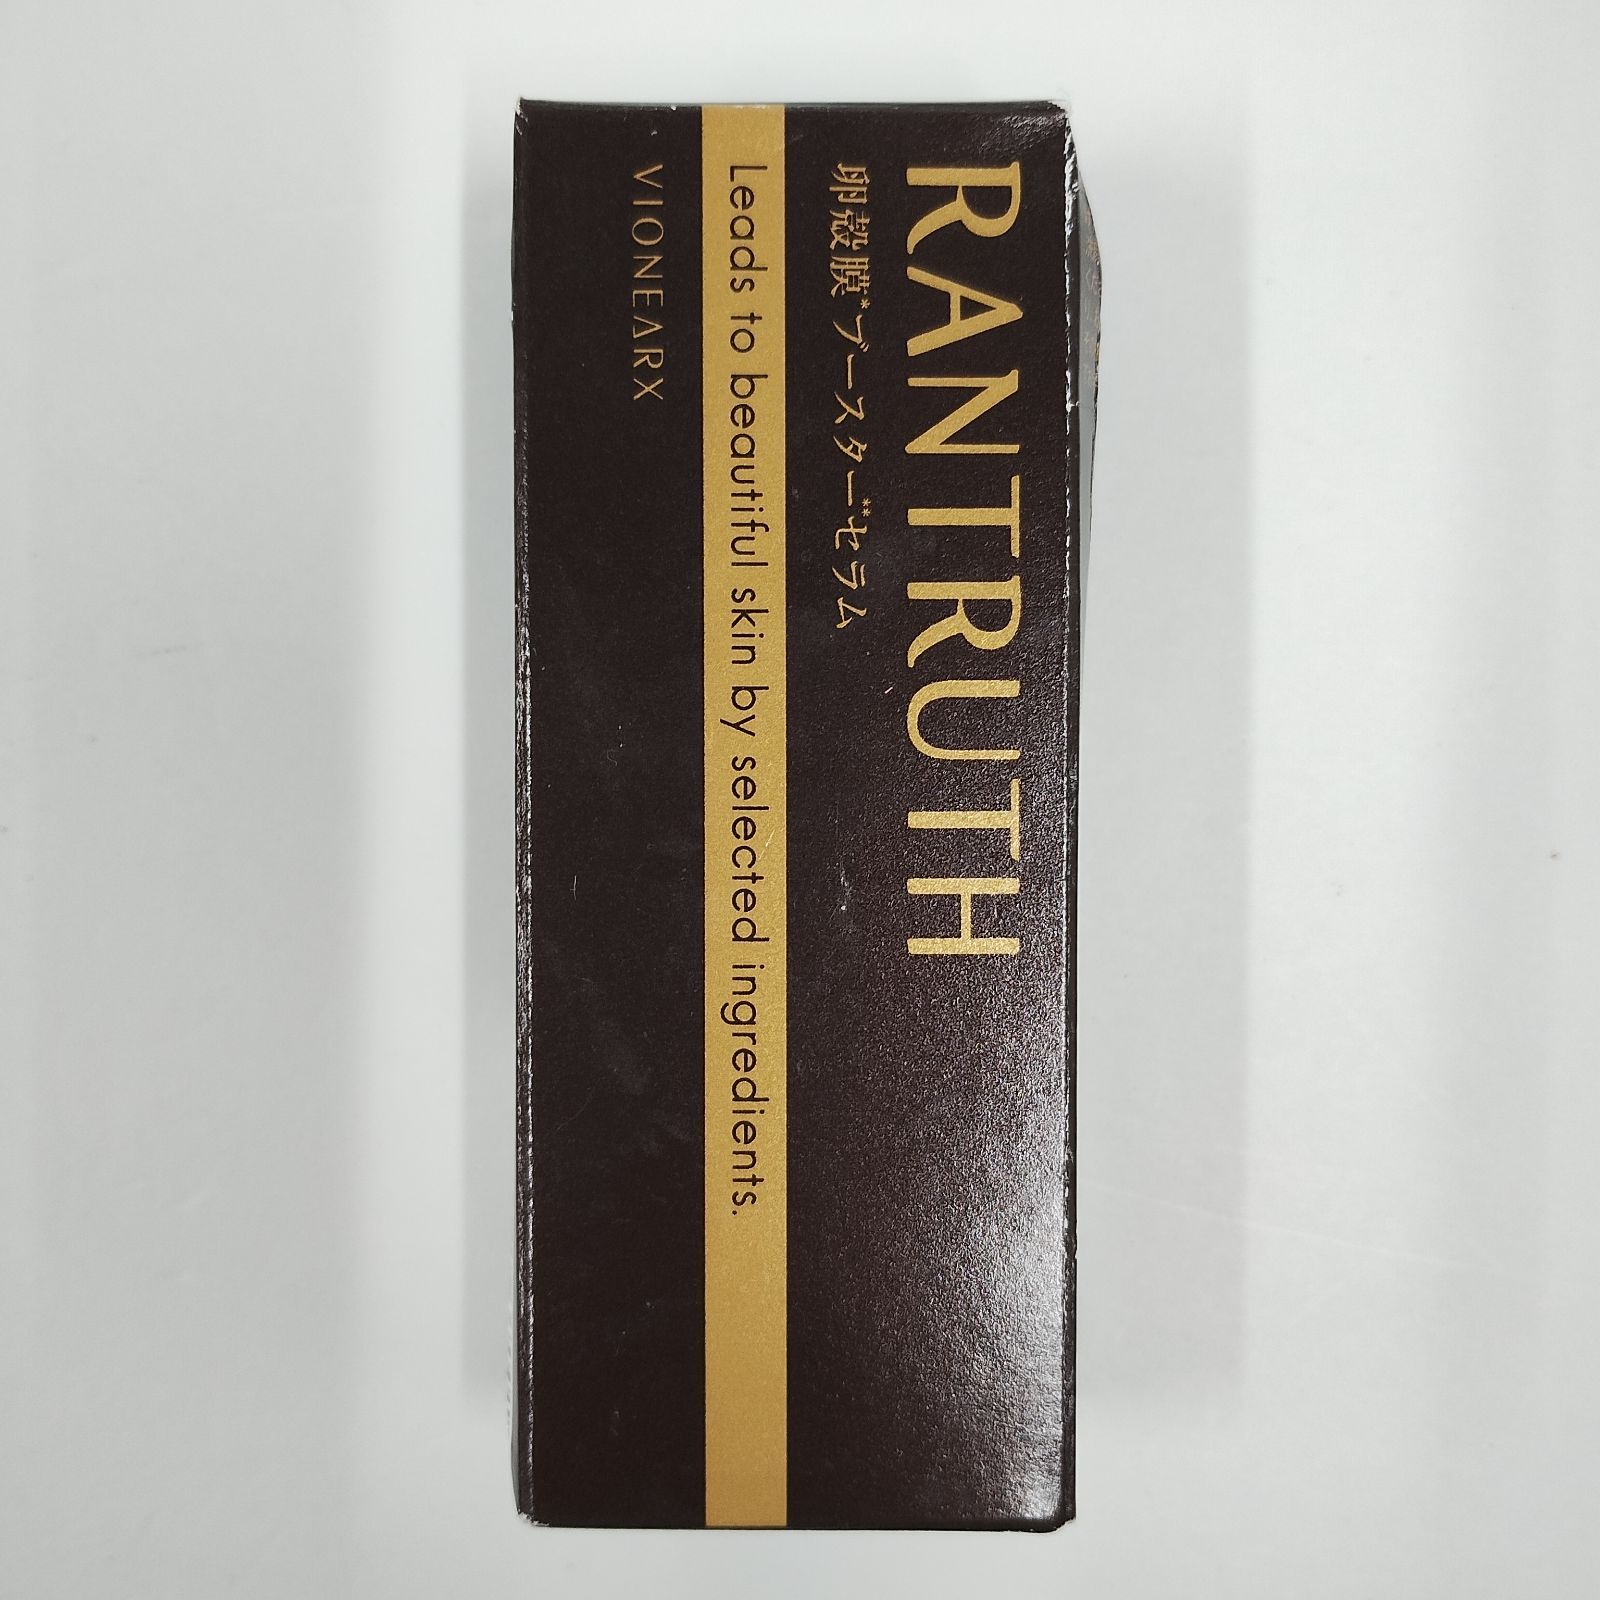 RANTRUTH
卵殻膜*ブースター**セラム
Leads to beautiful skin by selected ingredients.
VIONEARX